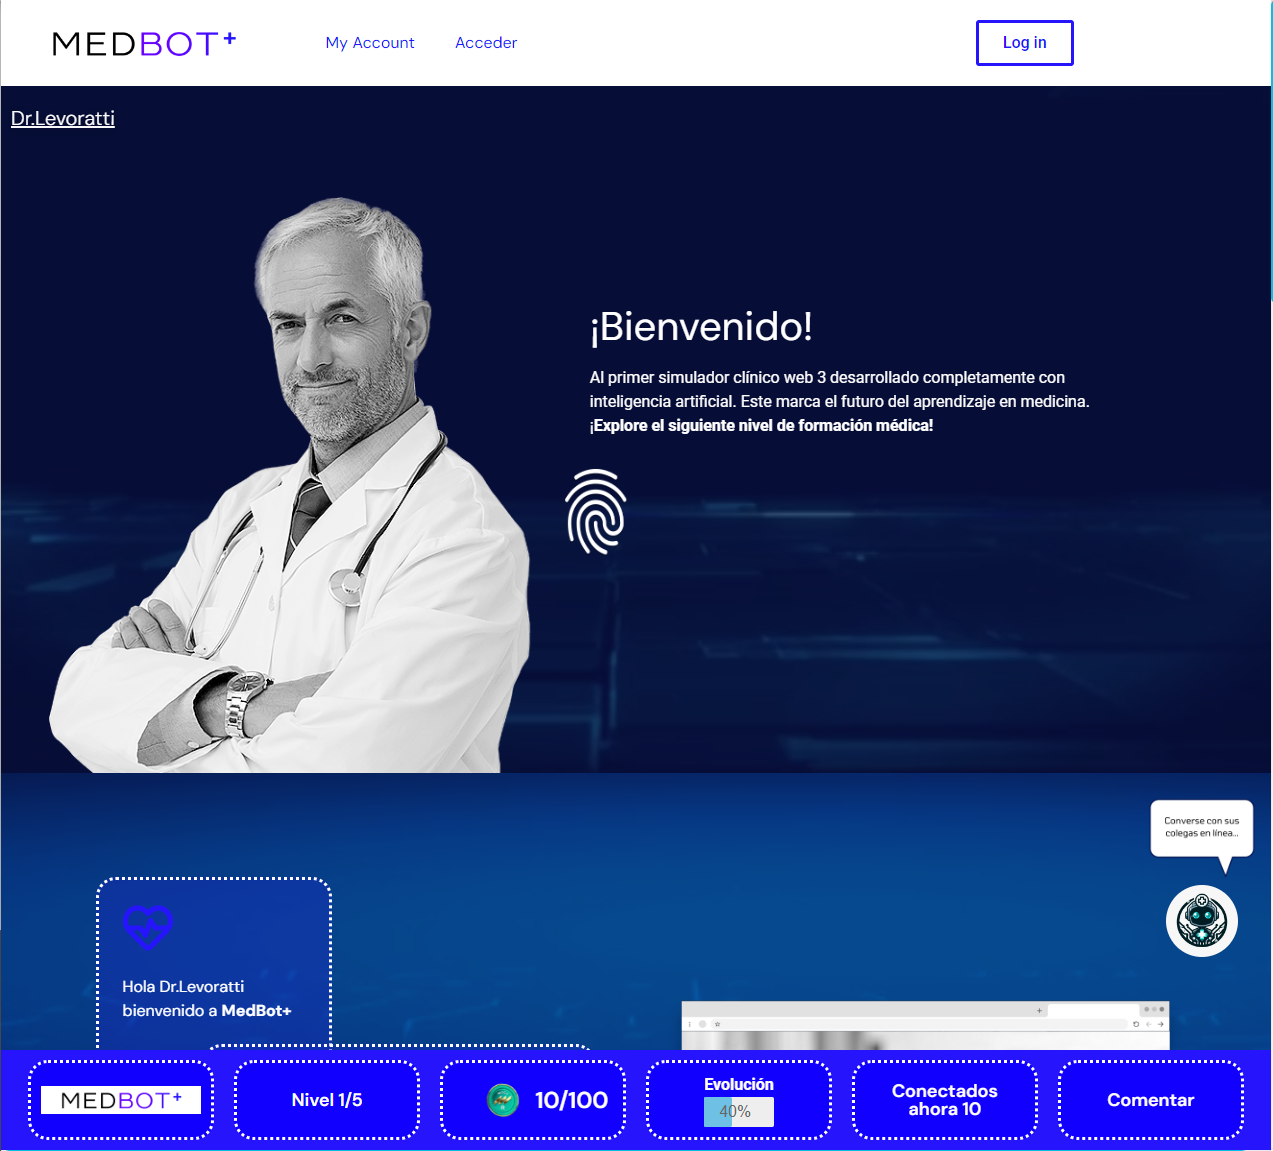 MEDBOT+
My Account
Acceder
Log in
Dr.Levoratti
¡Bienvenido!
Al primer simulador clínico web 3 desarrollado completamente con
inteligencia artificial. Este marca el futuro del aprendizaje en medicina.
¡Explore el siguiente nivel de formación médica!
Converse con sus
colegas en línea...
Hola Dr.Levoratti
bienvenido a MedBot+
MEDBOT+
Nivel 1/5
10/100
Evolución
40%
Conectados
ahora 10
Comentar